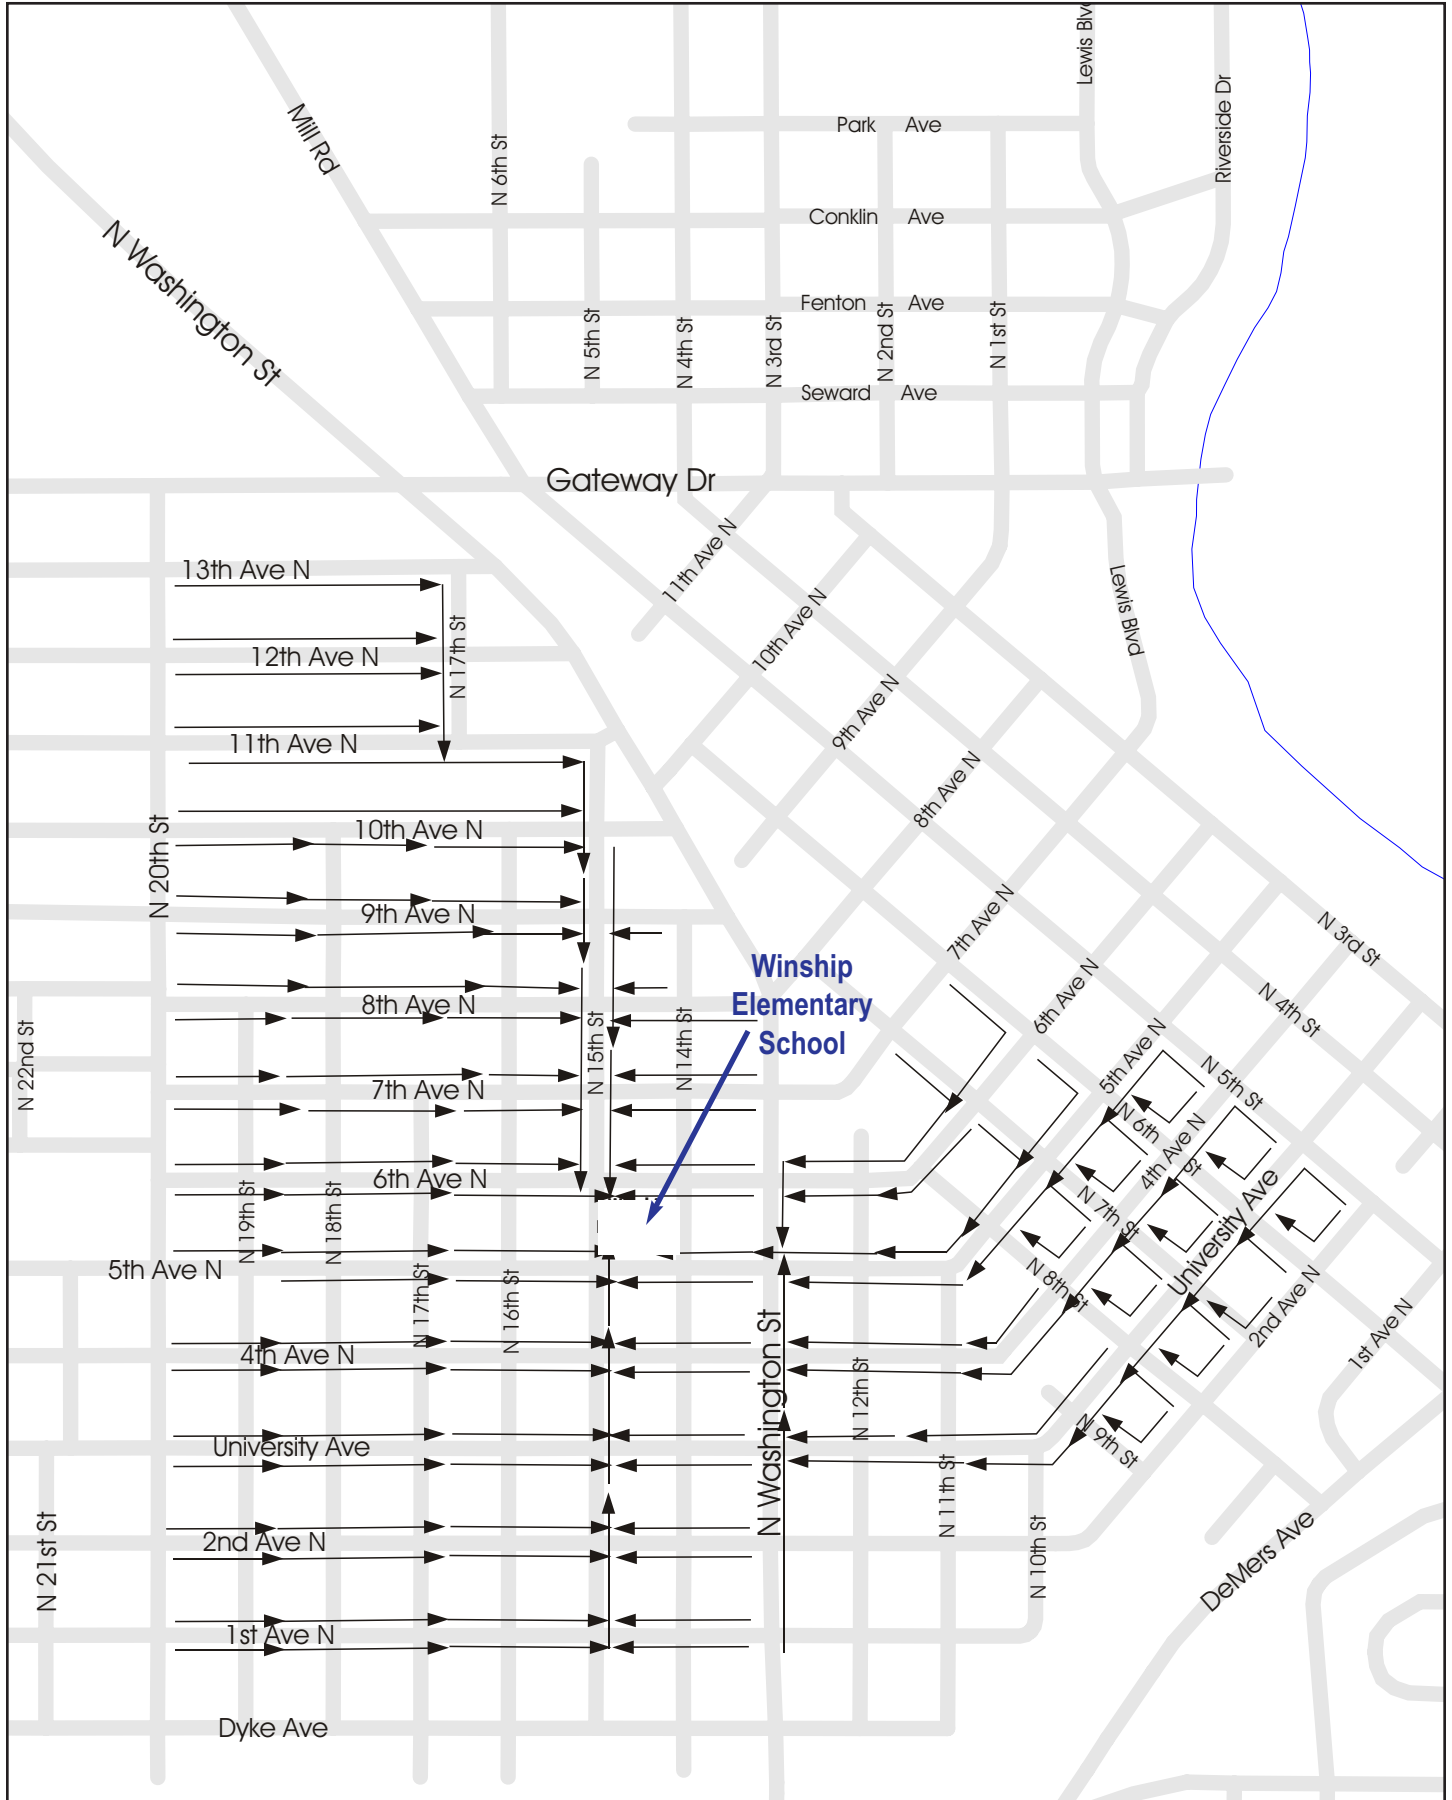 Lewis Blvd
Riverside Dr
Mill Rd
N 6th St
Park Ave
Conklin Ave
N Washington St
Fenton Ave
N 5th St
N 4th St
N 3rd St
N 2nd St
N 1st St
Seward Ave
Gateway Dr
11th Ave N
13th Ave N
10th Ave N
Lewis Blvd
12th Ave N
N 17th St
9th Ave N
11th Ave N
8th Ave N
10th Ave N
N 20th St
9th Ave N
7th Ave N
N 3rd St
Winship
Elementary
School
8th Ave N
6th Ave N
N 4th St
N 22nd St
N 15th St
N 14th St
7th Ave N
5th Ave N
N 5th St
N 6th St
4th Ave N
6th Ave N
N 19th St
N 18th St
N 7th St
University Ave
5th Ave N
N 17th St
N 16th St
N 8th St
2nd Ave N
4th Ave N
1st Ave N
N Washington St
N 12th St
University Ave
N 9th St
N 11th St
2nd Ave N
N 21st St
N 10th St
DeMers Ave
1st Ave N
Dyke Ave